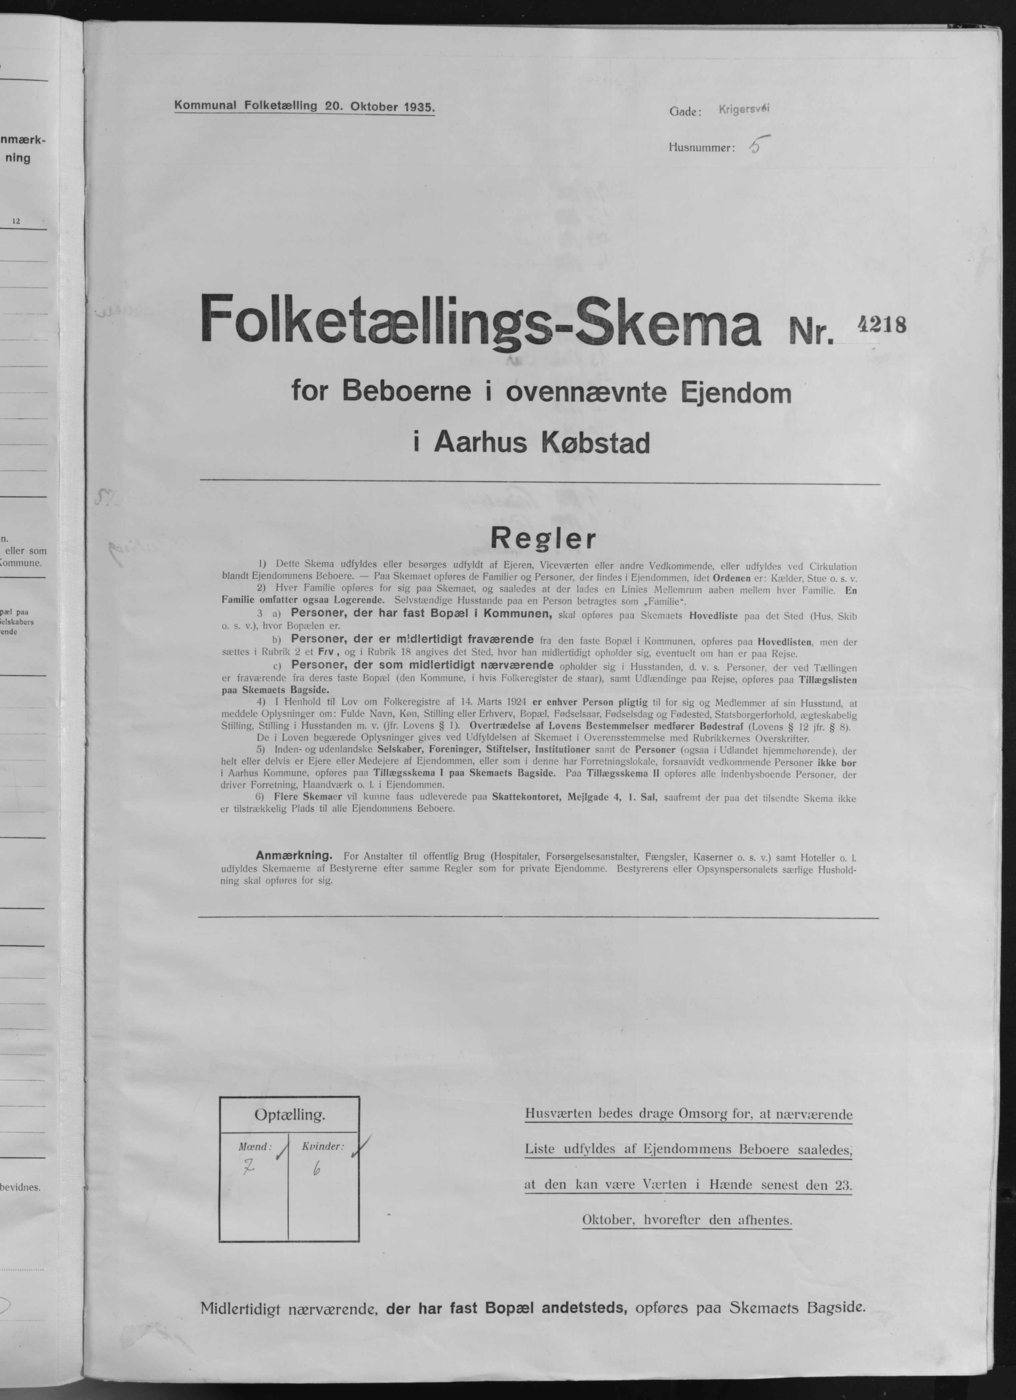 nmærk-
ning
12
n.
eller som
Kommune.
pæl paa
Selskabers
ende
bevidnes.
Kommunal Folketælling 20. Oktober 1935.
Gade: Krigersvej
Husnummer: 5
Folketællings-Skema Nr. 4218
for Beboerne i ovennævnte Ejendom
i Aarhus Købstad
Regler
1) Dette Skema udfyldes eller besørges udfyldt af Ejeren, Viceværten eller andre Vedkommende, eller udfyldes ved Cirkulation
blandt Ejendommens Beboere. — Paa Skemaet opføres de Familier og Personer, der findes i Ejendommen, idet Ordenen er: Kælder, Stue o. s. v.
2) Hver Familie opføres for sig paa Skemaet, og saaledes at der lades en Linies Mellemrum aaben mellem hver Familie. En
Familie omfatter ogsaa Logerende. Selvstændige Husstande paa en Person betragtes som „Familie“.
3 a) Personer, der har fast Bopæl i Kommunen, skal opføres paa Skemaets Hovedliste paa det Sted (Hus, Skib
o. s. v.), hvor Bopælen er.
b) Personer, der er midlertidigt fraværende fra den faste Bopæl i Kommunen, opføres paa Hovedlisten, men der
sættes i Rubrik 2 et Frv , og i Rubrik 18 angives det Sted, hvor han midlertidigt opholder sig, eventuelt om han er paa Rejse.
c) Personer, der som midlertidigt nærværende opholder sig i Husstanden, d. v. s. Personer, der ved Tællingen
er fraværende fra deres faste Bopæl (den Kommune, i hvis Folkeregister de staar), samt Udlændinge paa Rejse, opføres paa Tillægslisten
paa Skemaets Bagside.
4) I Henhold til Lov om Folkeregistre af 14. Marts 1924 er enhver Person pligtig til for sig og Medlemmer af sin Husstand, at
meddele Oplysninger om: Fulde Navn, Køn, Stilling eller Erhverv, Bopæl, Fødselsaar, Fødselsdag og Fødested, Statsborgerforhold, ægteskabelig
Stilling, Stilling i Husstanden m. v. (jfr. Lovens § 1). Overtrædelse af Lovens Bestemmelser medfører Bødestraf (Lovens § 12 jfr. § 8).
De i Loven begærede Oplysninger gives ved Udfyldelsen af Skemaet i Overensstemmelse med Rubrikkernes Overskrifter.
5) Inden- og udenlandske Selskaber, Foreninger, Stiftelser, Institutioner samt de Personer (ogsaa i Udlandet hjemmehørende), der
helt eller delvis er Ejere eller Medejere af Ejendommen, eller som i denne har Forretningslokale, forsaavidt vedkommende Personer ikke bor
i Aarhus Kommune, opføres paa Tillægsskema I paa Skemaets Bagside. Paa Tillægsskema II opføres alle indenbysboende Personer, der
driver Forretning, Haandværk o. l. i Ejendommen.
6) Flere Skemaer vil kunne faas udleverede paa Skattekontoret, Mejlgade 4, 1. Sal, saafremt der paa det tilsendte Skema ikke
er tilstrækkelig Plads til alle Ejendommens Beboere.
Anmærkning. For Anstalter til offentlig Brug (Hospitaler, Forsørgelsesanstalter, Fængsler, Kaserner o. s. v.) samt Hoteller o. l.
udfyldes Skemaerne af Bestyrerne efter samme Regler som for private Ejendomme. Bestyrerens eller Opsynspersonalets særlige Hushold-
ning skal opføres for sig.
Optælling.
Mænd: Kvinder:
7 6
Husværten bedes drage Omsorg for, at nærværende
Liste udfyldes af Ejendommens Beboere saaledes,
at den kan være Værten i Hænde senest den 23.
Oktober, hvorefter den afhentes.
Midlertidigt nærværende, der har fast Bopæl andetsteds, opføres paa Skemaets Bagside.